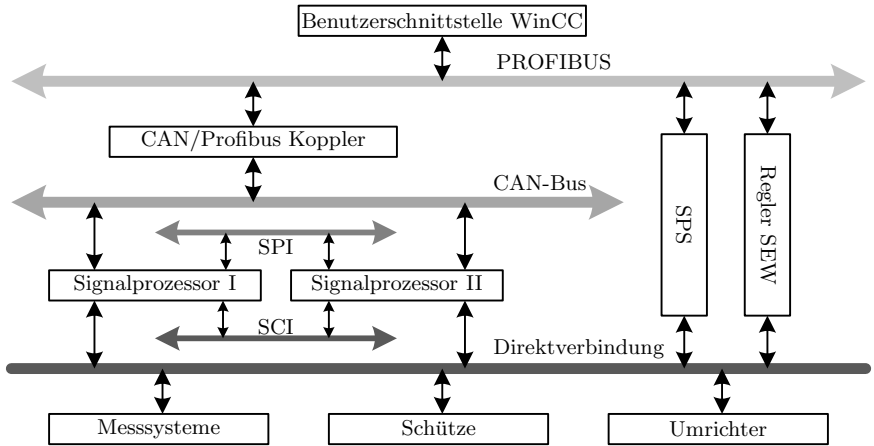 Benutzerschnittstelle WinCC
PROFIBUS
CAN/Profibus Koppler
CAN-Bus
SPS
Regler SEW
SPI
Signalprozessor I
Signalprozessor II
SCI
Direktverbindung
Messsysteme
Schütze
Umrichter